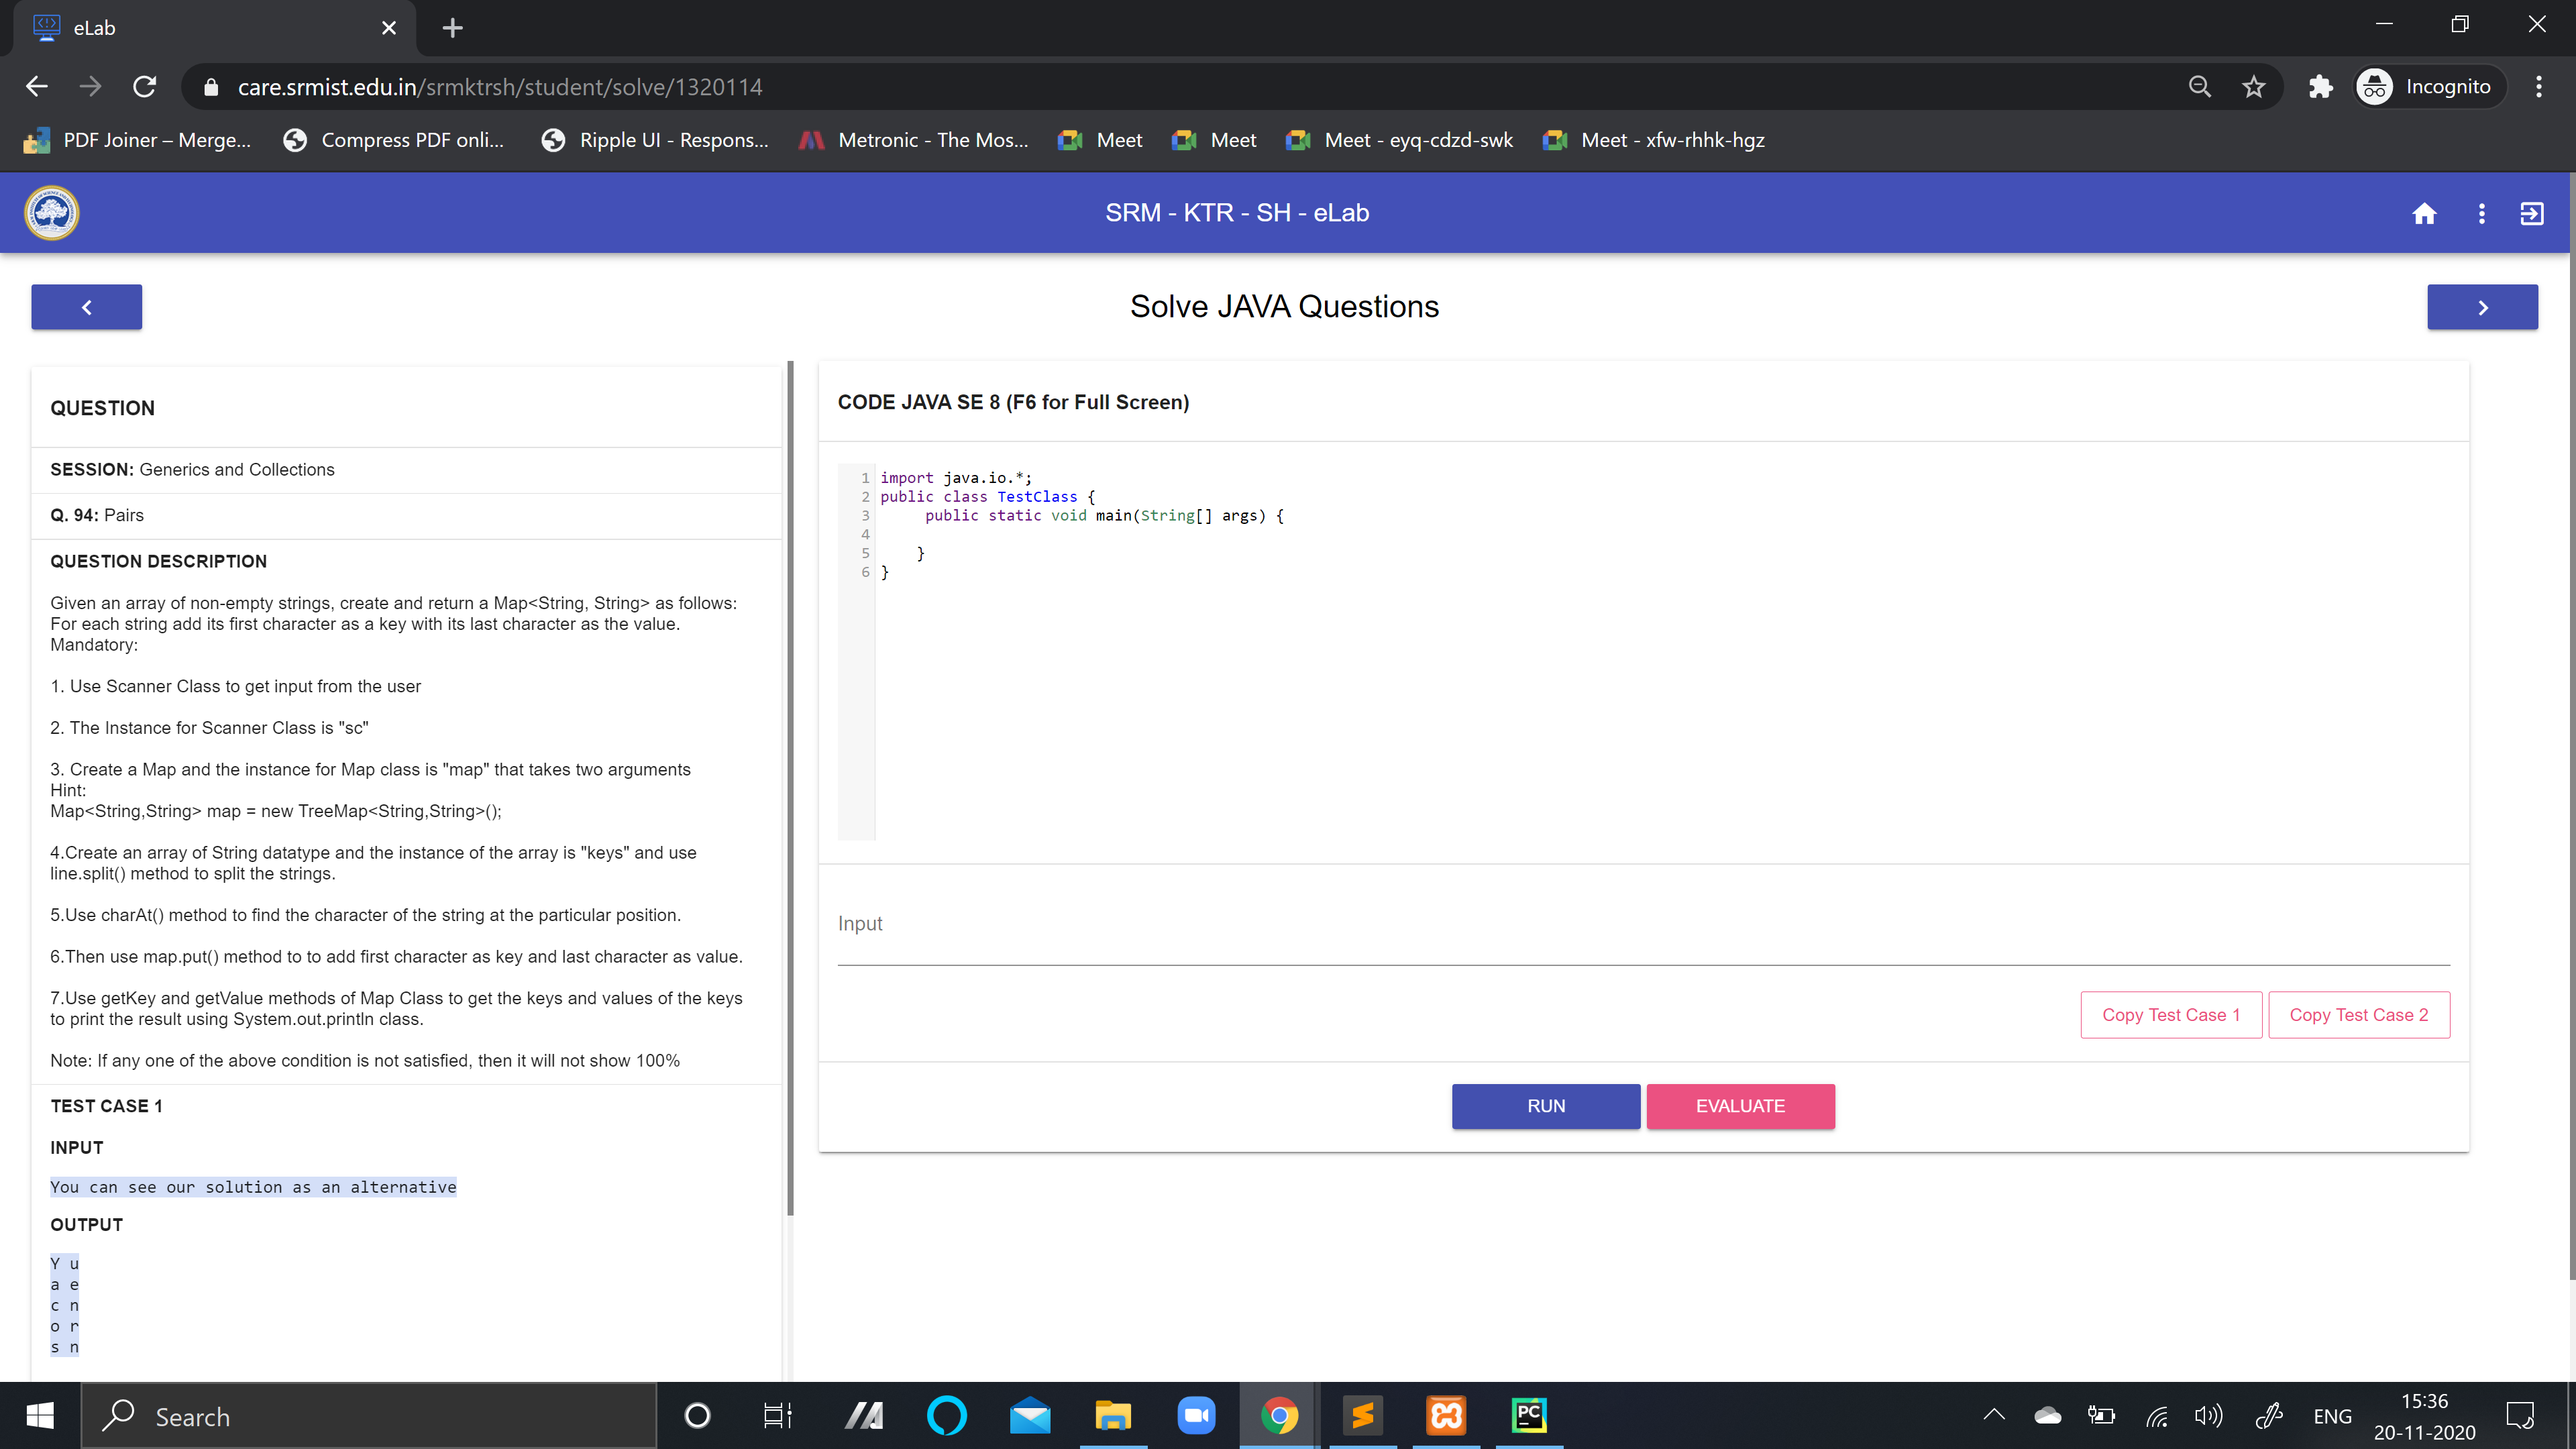 eLab
care.srmist.edu.in/srmktrsh/student/solve/1320114
Incognito
PDF Joiner – Merge...
Compress PDF onli...
Ripple UI - Respons...
Metronic - The Mos...
Meet
Meet
Meet - eyq-cdzd-swk
Meet - xfw-rhhk-hgz
SRM - KTR - SH - eLab
Solve JAVA Questions
QUESTION
SESSION: Generics and Collections
Q. 94: Pairs
QUESTION DESCRIPTION
Given an array of non-empty strings, create and return a Map<String, String> as follows:
For each string add its first character as a key with its last character as the value.
Mandatory:
1. Use Scanner Class to get input from the user
2. The Instance for Scanner Class is "sc"
3. Create a Map and the instance for Map class is "map" that takes two arguments
Hint:
Map<String,String> map = new TreeMap<String,String>();
4.Create an array of String datatype and the instance of the array is "keys" and use
line.split() method to split the strings.
5.Use charAt() method to find the character of the string at the particular position.
6.Then use map.put() method to to add first character as key and last character as value.
7.Use getKey and getValue methods of Map Class to get the keys and values of the keys
to print the result using System.out.println class.
Note: If any one of the above condition is not satisfied, then it will not show 100%
TEST CASE 1
INPUT
You can see our solution as an alternative
OUTPUT
Y u
a e
c n
o r
s n
CODE JAVA SE 8 (F6 for Full Screen)
1 import java.io.*;
2 public class TestClass {
3 public static void main(String[] args) {
4
5 }
6 }
Input
Copy Test Case 1
Copy Test Case 2
RUN
EVALUATE
Search
PC
ENG
15:36
20-11-2020